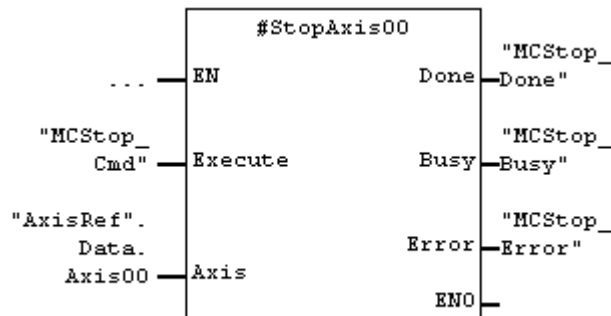 #StopAxis00
... EN Done "MCStop_
Done"
"MCStop_
Cmd" Execute Busy "MCStop_
Busy"
"AxisRef".
Data.
Axis00 Axis Error "MCStop_
Error"
ENO